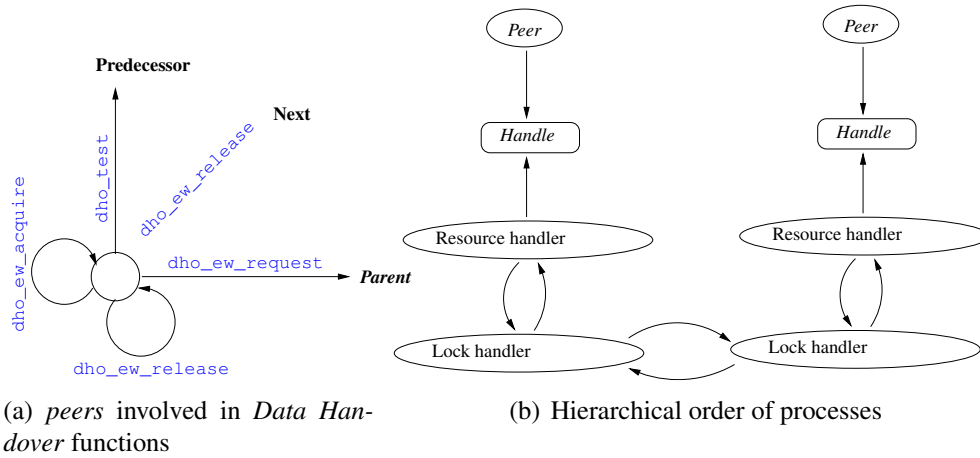 Predecessor
Next
dho_test
dho_ew_release
dho_ew_acquire
dho_ew_request
Parent
dho_ew_release
(a) peers involved in Data Han-
dover functions
Peer
Peer
Handle
Handle
Resource handler
Resource handler
Lock handler
Lock handler
(b) Hierarchical order of processes